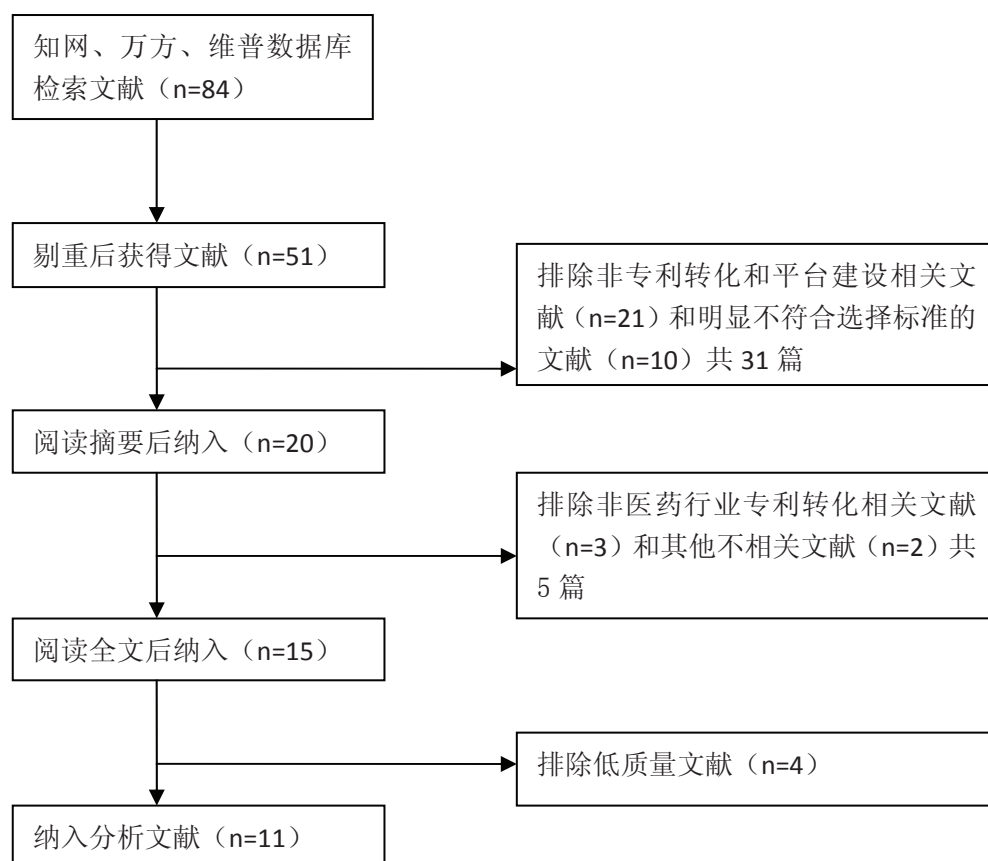 知网、万方、维普数据库
检索文献（n=84）
剔重后获得文献（n=51）
排除非专利转化和平台建设相关文
献（n=21）和明显不符合选择标准的
文献（n=10）共 31 篇
阅读摘要后纳入（n=20）
排除非医药行业专利转化相关文献
（n=3）和其他不相关文献（n=2）共
5 篇
阅读全文后纳入（n=15）
排除低质量文献（n=4）
纳入分析文献（n=11）